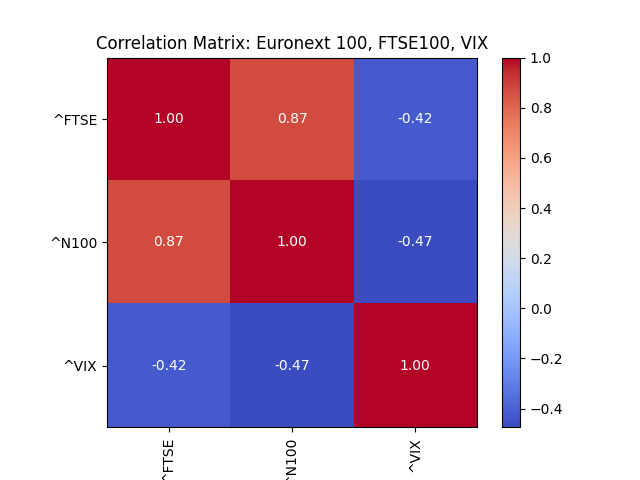 Correlation Matrix: Euronext 100, FTSE100, VIX
^FTSE 1.00 0.87 -0.42
^N100 0.87 1.00 -0.47
^VIX -0.42 -0.47 1.00
^FTSE ^N100 ^VIX
1.0
0.8
0.6
0.4
0.2
0.0
−0.2
−0.4